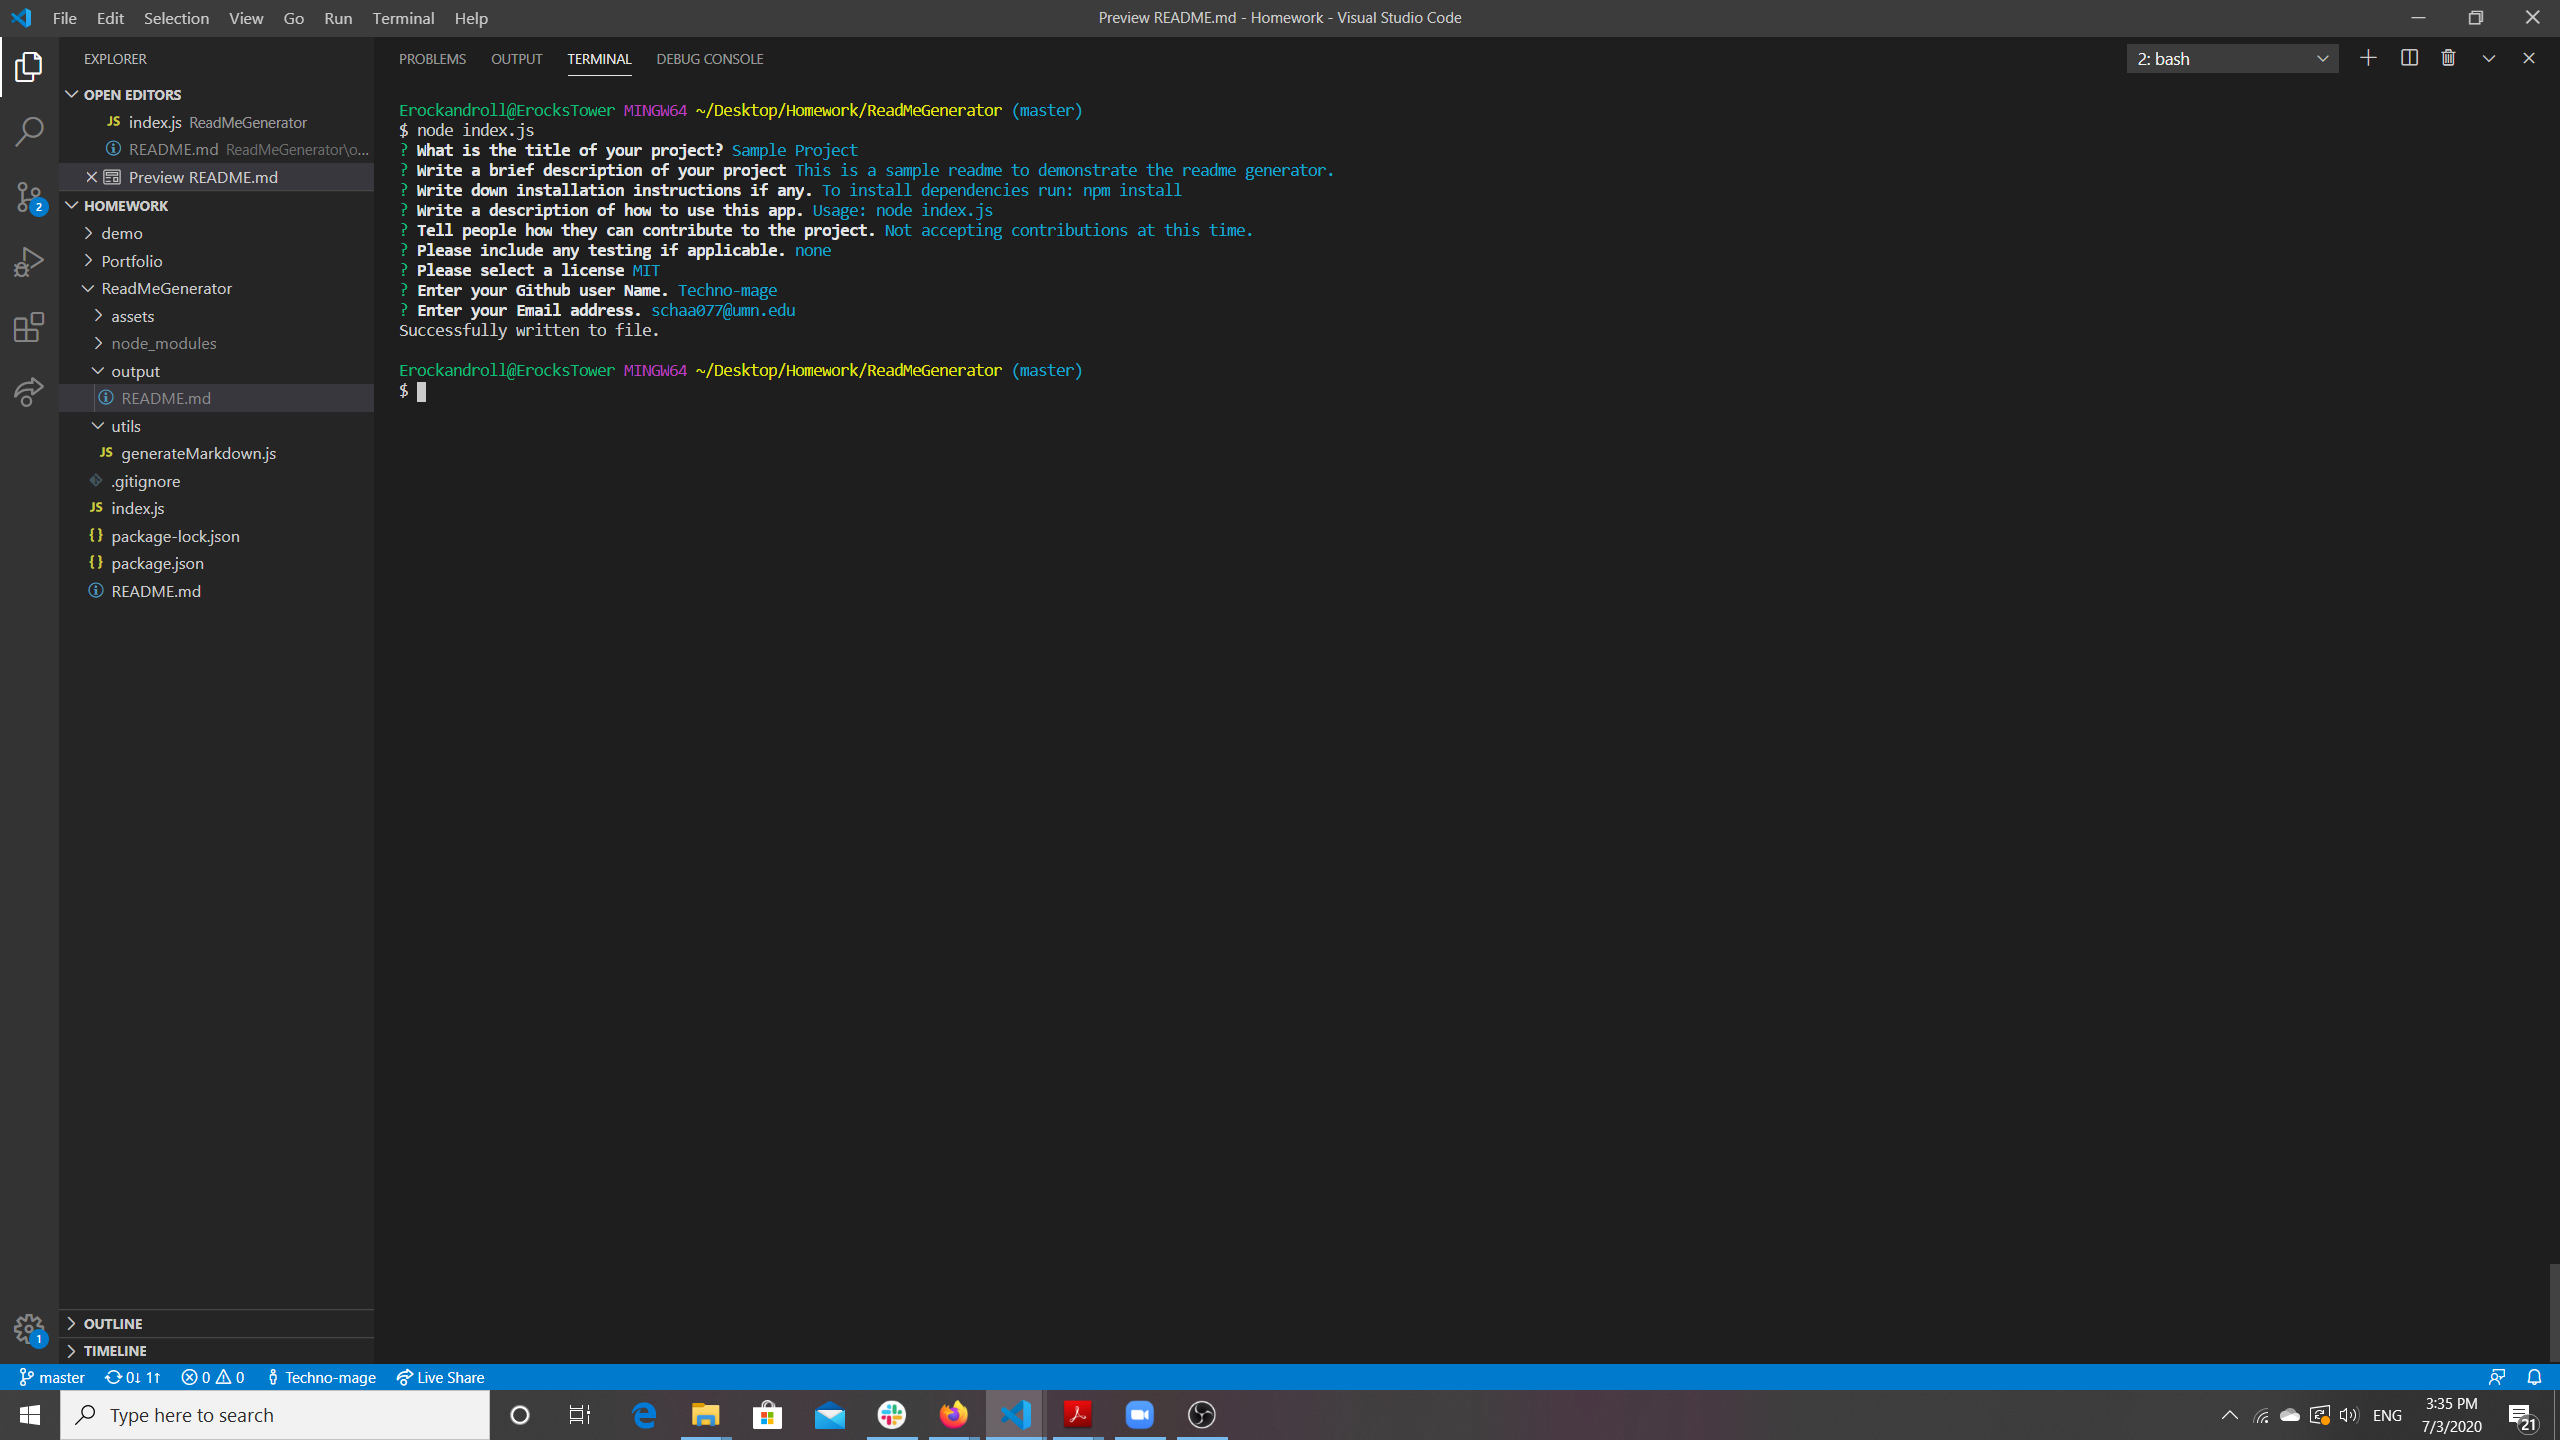 File Edit Selection View Go Run Terminal Help
Preview README.md - Homework - Visual Studio Code
EXPLORER
OPEN EDITORS
JS index.js ReadMeGenerator
README.md ReadMeGenerator\o...
Preview README.md
HOMEWORK
demo
Portfolio
ReadMeGenerator
assets
node_modules
output
README.md
utils
JS generateMarkdown.js
.gitignore
JS index.js
{} package-lock.json
{} package.json
README.md
OUTLINE
TIMELINE
2
1
PROBLEMS OUTPUT TERMINAL DEBUG CONSOLE
2: bash
Erockandroll@ErocksTower MINGW64 ~/Desktop/Homework/ReadMeGenerator (master)
$ node index.js
? What is the title of your project? Sample Project
? Write a brief description of your project This is a sample readme to demonstrate the readme generator.
? Write down installation instructions if any. To install dependencies run: npm install
? Write a description of how to use this app. Usage: node index.js
? Tell people how they can contribute to the project. Not accepting contributions at this time.
? Please include any testing if applicable. none
? Please select a license MIT
? Enter your Github user Name. Techno-mage
? Enter your Email address. schaa077@umn.edu
Successfully written to file.
Erockandroll@ErocksTower MINGW64 ~/Desktop/Homework/ReadMeGenerator (master)
$
master 0↓ 1↑ 0 0 Techno-mage Live Share
Type here to search
ENG
3:35 PM
7/3/2020
21